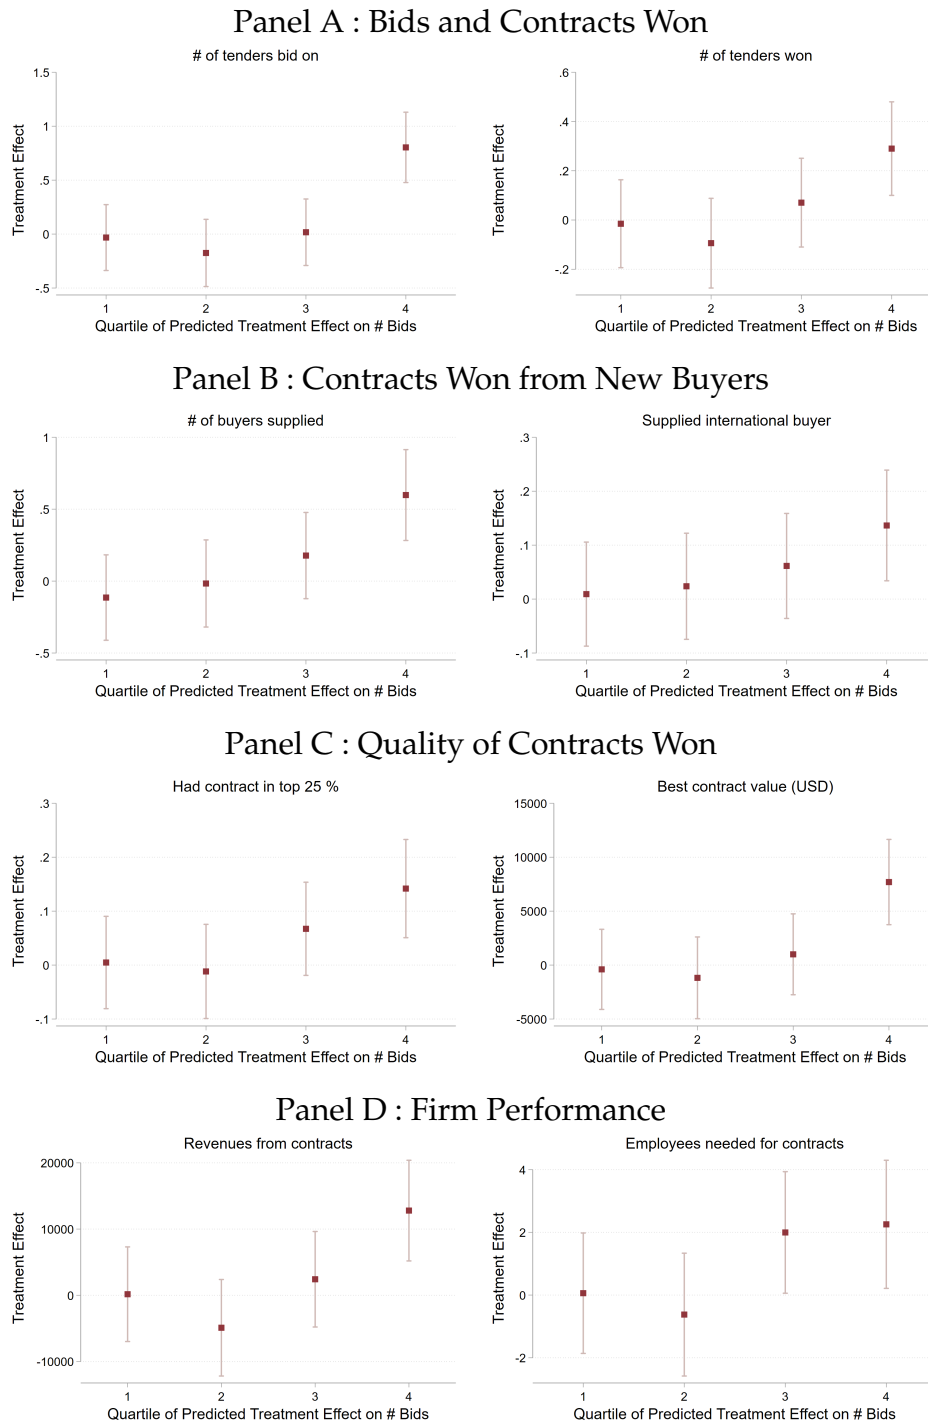 Panel A : Bids and Contracts Won
# of tenders bid on
Treatment Effect
1.5
1
.5
0
-.5
1 2 3 4
Quartile of Predicted Treatment Effect on # Bids
# of tenders won
Treatment Effect
.6
.4
.2
0
-.2
1 2 3 4
Quartile of Predicted Treatment Effect on # Bids
Panel B : Contracts Won from New Buyers
# of buyers supplied
Treatment Effect
1
.5
0
-.5
1 2 3 4
Quartile of Predicted Treatment Effect on # Bids
Supplied international buyer
Treatment Effect
.3
.2
.1
0
-.1
1 2 3 4
Quartile of Predicted Treatment Effect on # Bids
Panel C : Quality of Contracts Won
Had contract in top 25 %
Treatment Effect
.3
.2
.1
0
-.1
1 2 3 4
Quartile of Predicted Treatment Effect on # Bids
Best contract value (USD)
Treatment Effect
15000
10000
5000
0
-5000
1 2 3 4
Quartile of Predicted Treatment Effect on # Bids
Panel D : Firm Performance
Revenues from contracts
Treatment Effect
20000
10000
0
-10000
1 2 3 4
Quartile of Predicted Treatment Effect on # Bids
Employees needed for contracts
Treatment Effect
4
2
0
-2
1 2 3 4
Quartile of Predicted Treatment Effect on # Bids